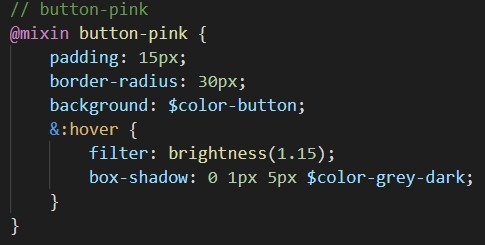 // button-pink
@mixin button-pink {
    padding: 15px;
    border-radius: 30px;
    background: $color-button;
    &:hover {
        filter: brightness(1.15);
        box-shadow: 0 1px 5px $color-grey-dark;
    }
}